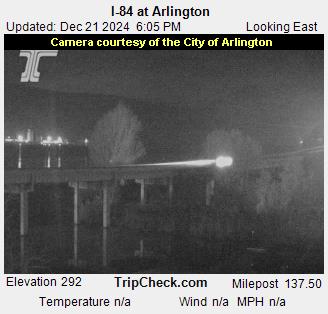 I-84 at Arlington
Updated: Dec 21 2024 6:05 PM Looking East
Camera courtesy of the City of Arlington
Elevation 292 TripCheck.com Milepost 137.50
Temperature n/a Wind n/a MPH n/a